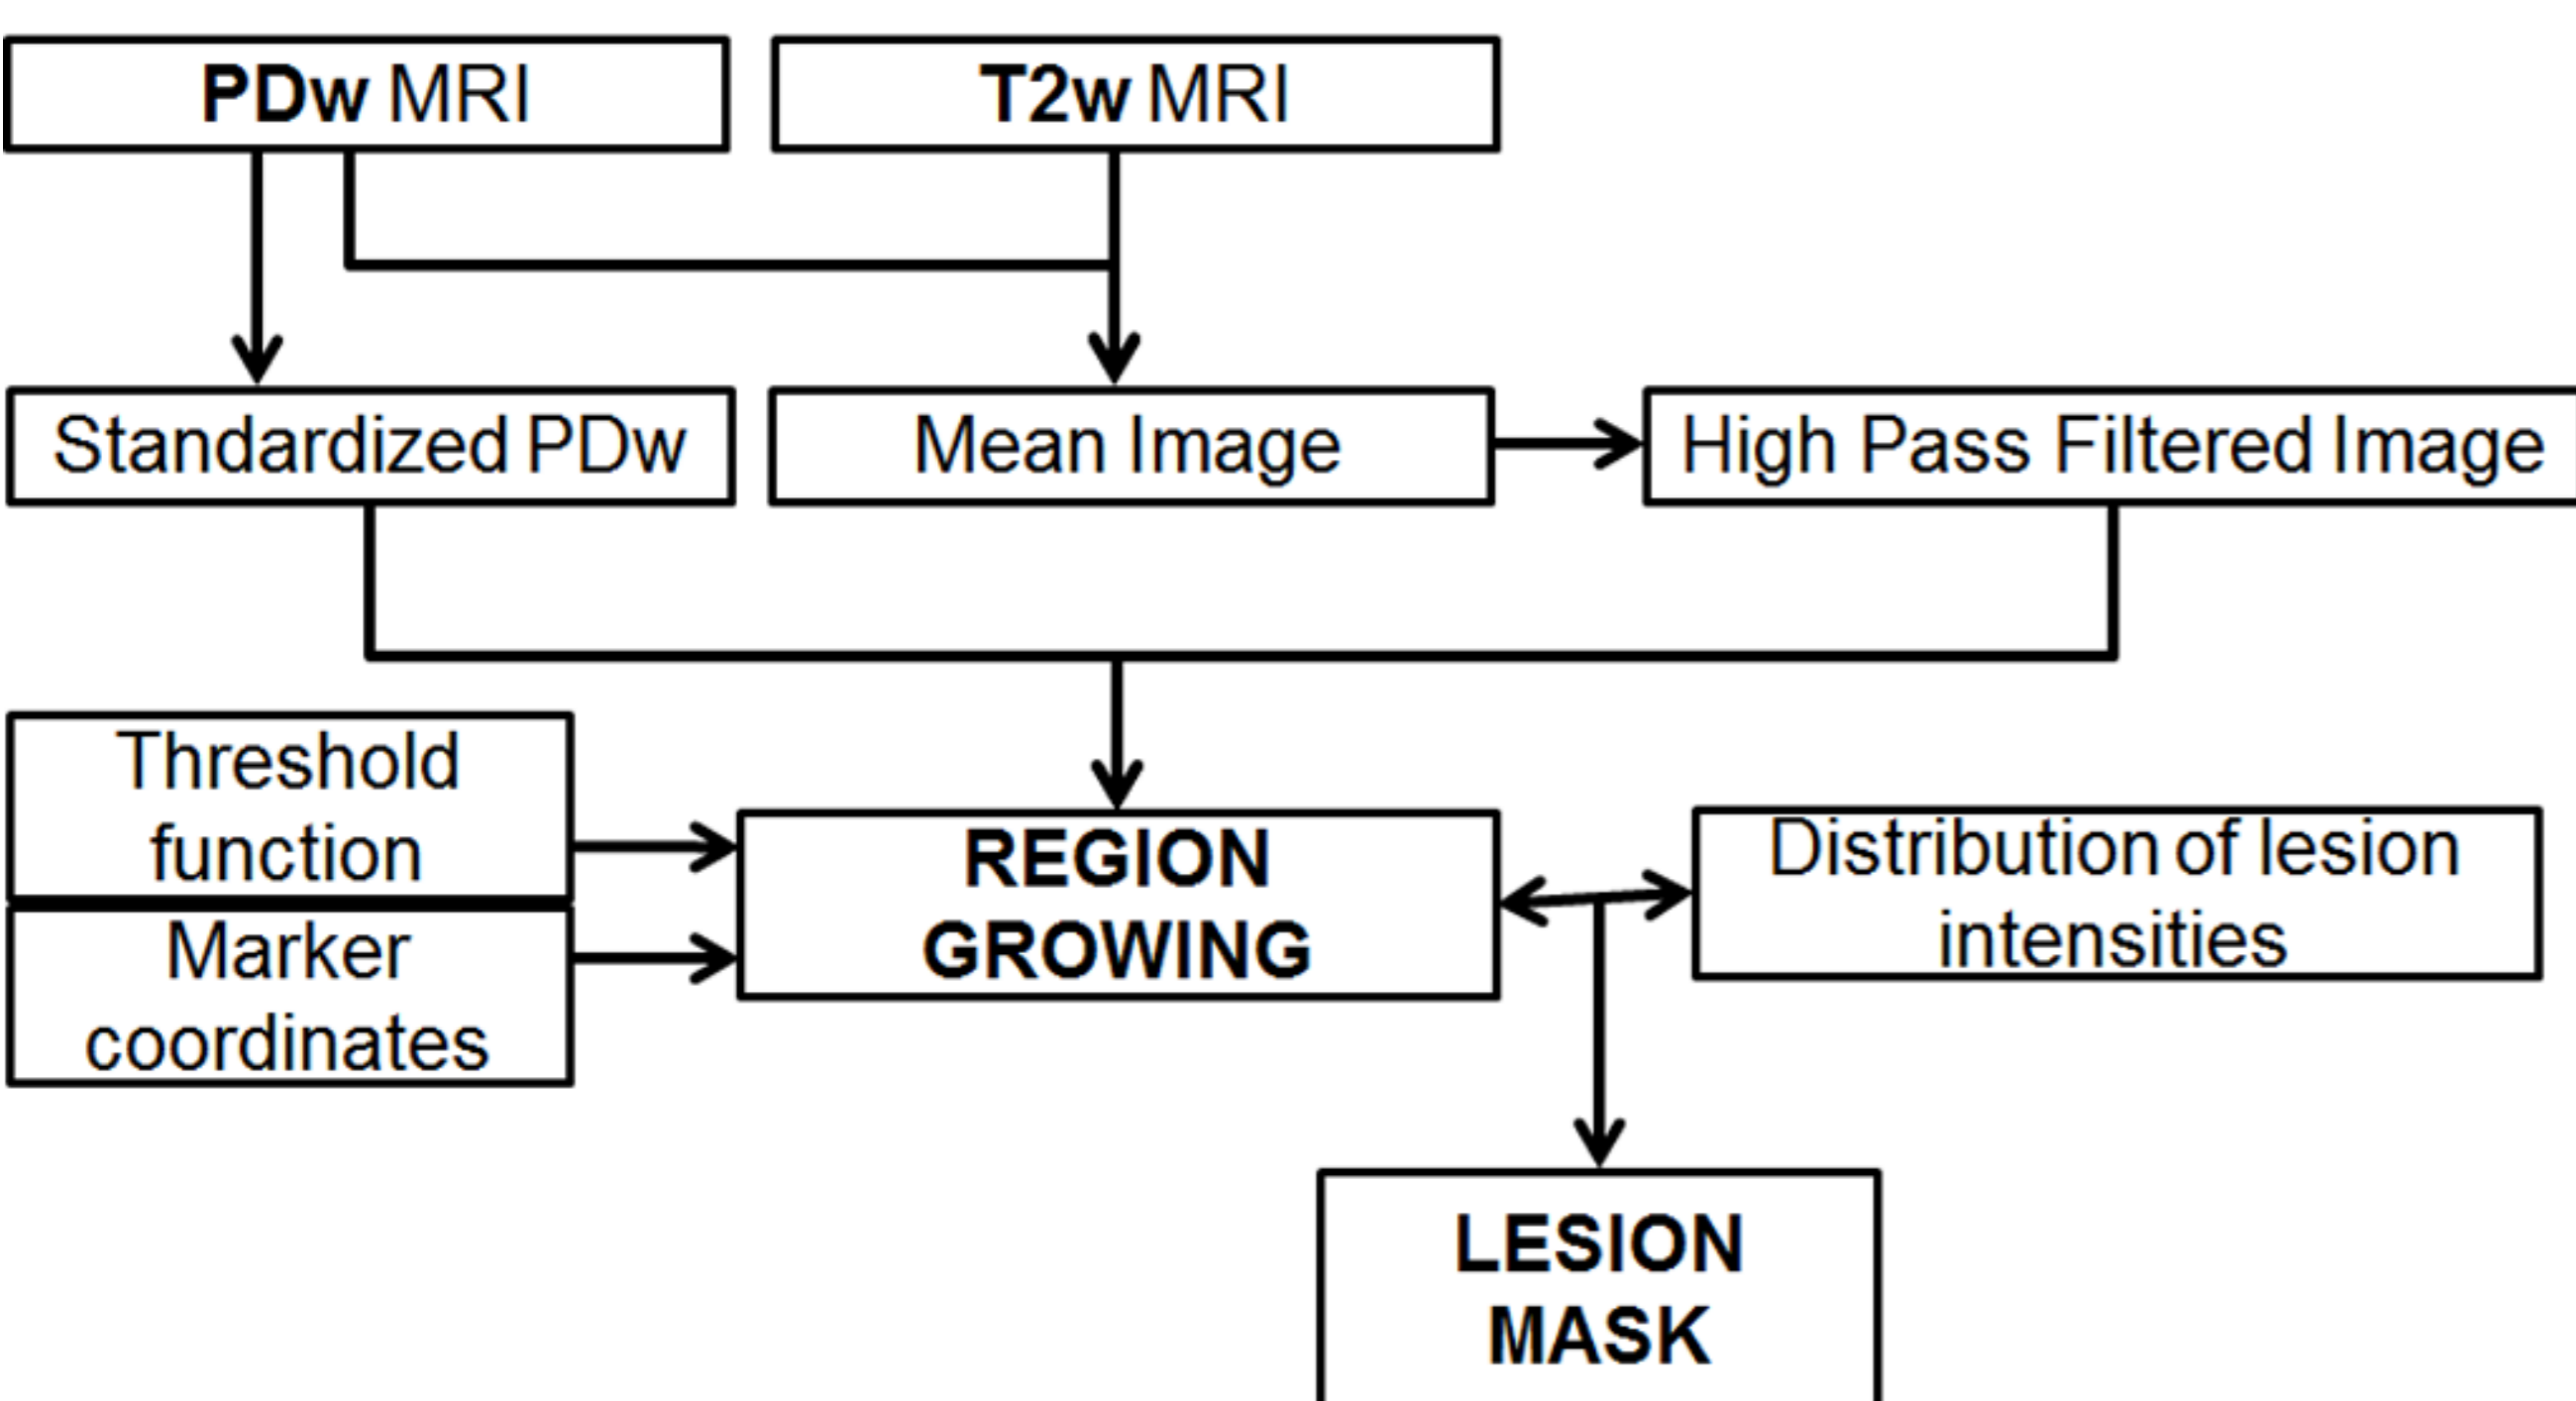 PDw MRI
T2w MRI
Standardized PDw
Mean Image
High Pass Filtered Image
Threshold
function
Marker
coordinates
REGION
GROWING
Distribution of lesion
intensities
LESION
MASK